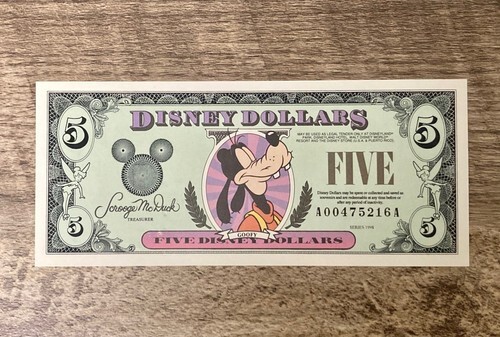 DISNEY DOLLARS
5
5
MAY BE USED AS LEGAL TENDER ONLY AT DISNEYLAND®
PARK, DISNEYLAND HOTEL, WALT DISNEY WORLD®
RESORT AND THE DISNEY STORE (U.S.A. & PUERTO RICO).
FIVE
Disney Dollars may be spent or collected and saved as
souvenirs and are redeemable at any time before or
after any period of inactivity.
Scrooge McDuck
TREASURER
A00475216A
SERIES 1998
5
5
GOOFY
FIVE DISNEY DOLLARS